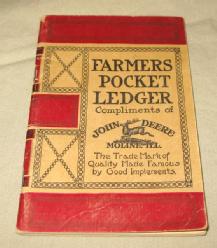 FARMERS
POCKET
LEDGER
Compliments of
JOHN DEERE
MOLINE, ILL.
The Trade Mark of
Quality Made Famous
by Good Implements